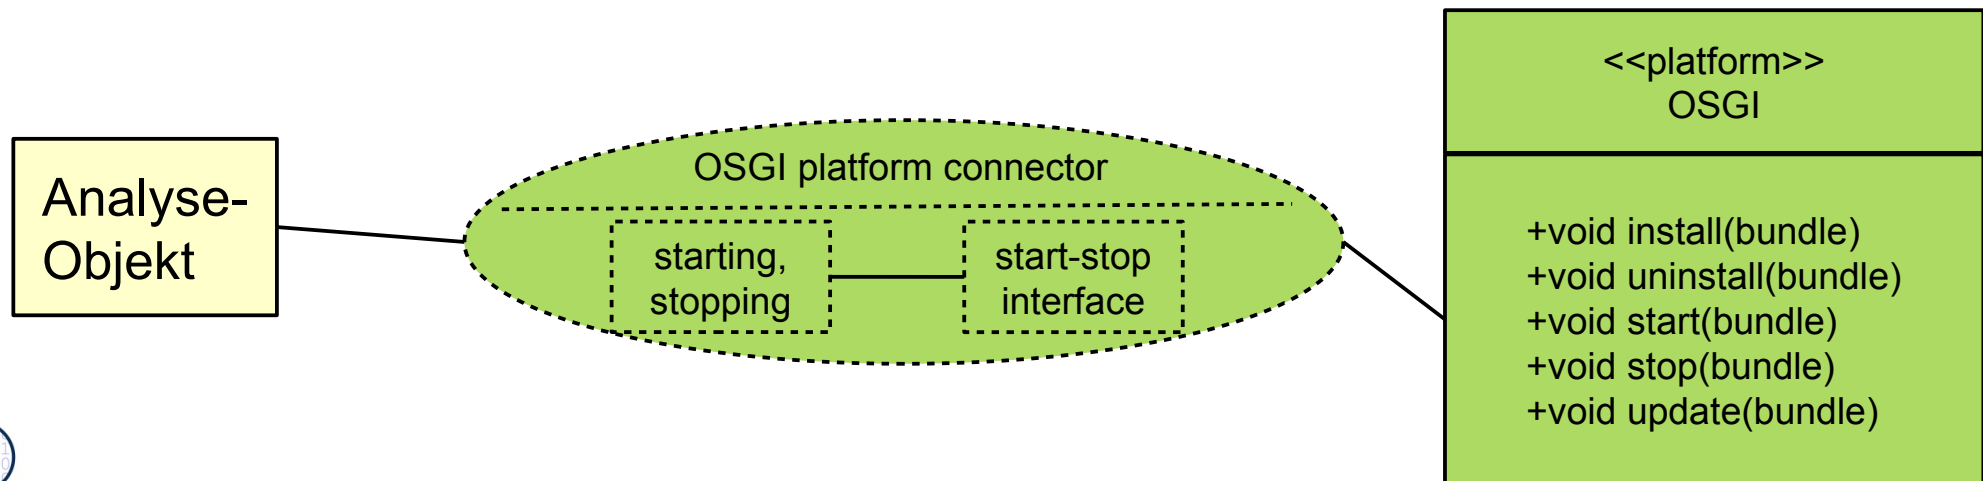 Analyse-
Objekt
OSGI platform connector
starting,
stopping
start-stop
interface
<<platform>>
OSGI
+void install(bundle)
+void uninstall(bundle)
+void start(bundle)
+void stop(bundle)
+void update(bundle)